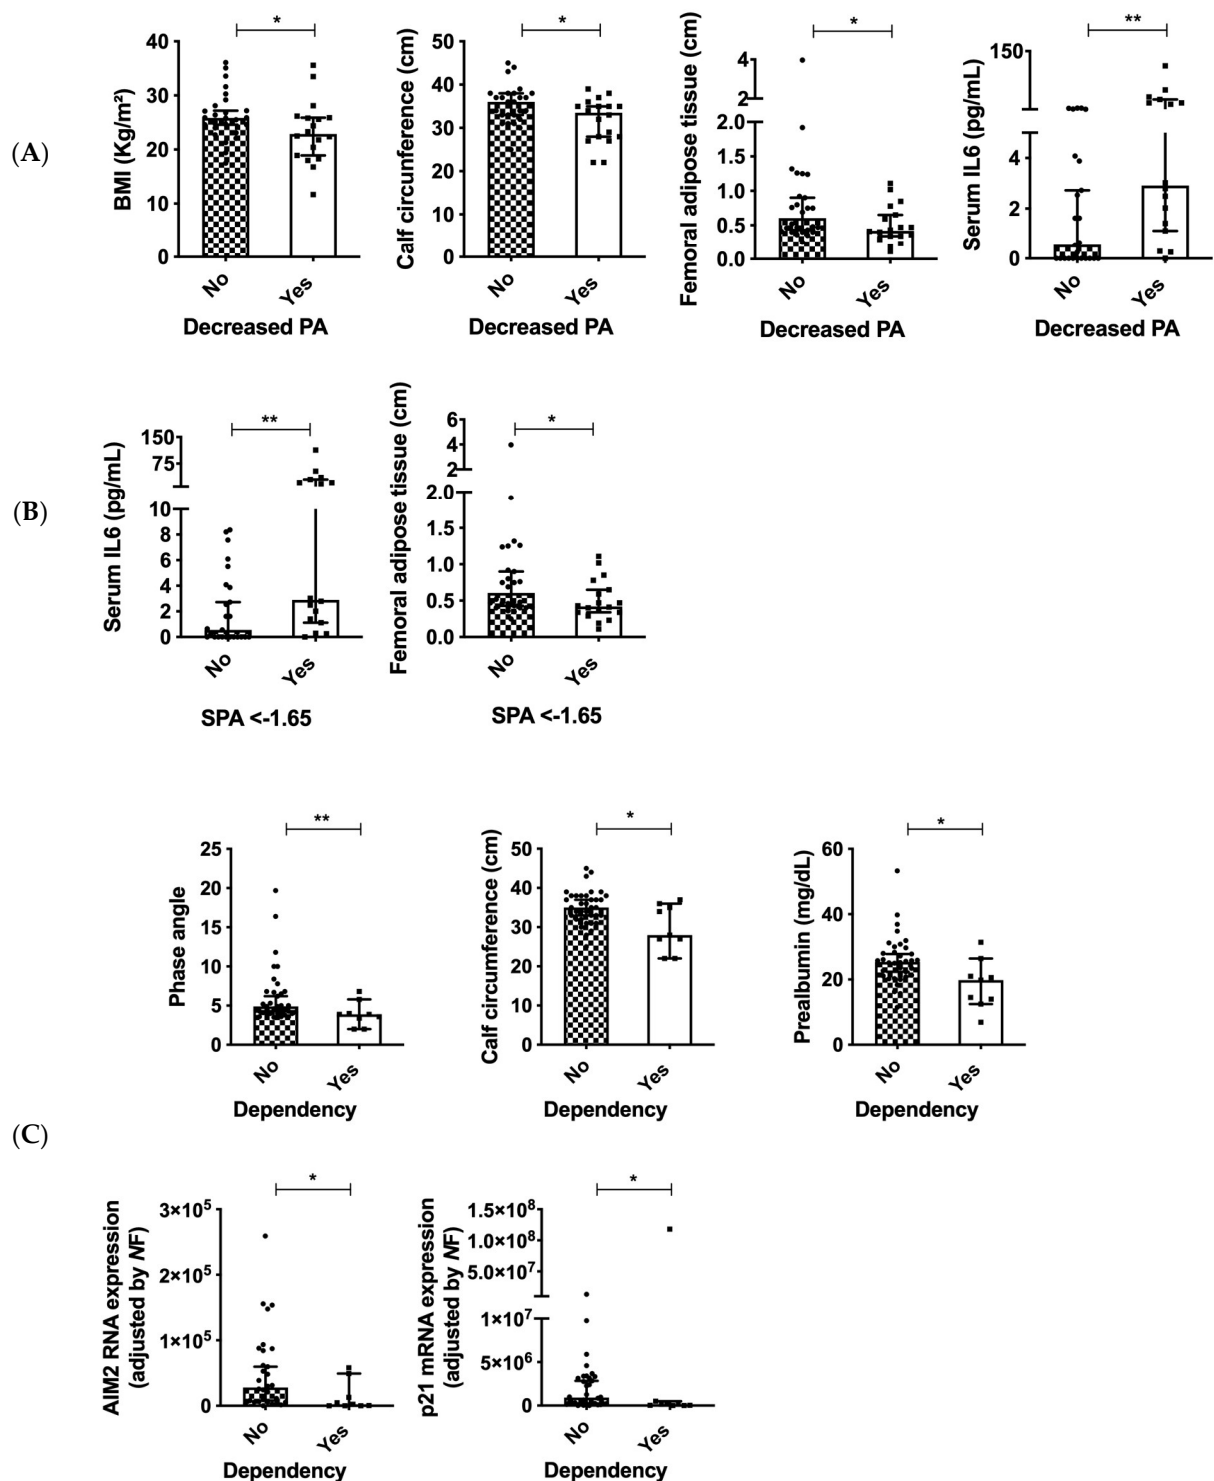 (A)
BMI (Kg/m²)
40
30
20
10
0
*
No
Yes
Decreased PA
Calf circunference (cm)
50
40
30
20
10
0
*
No
Yes
Decreased PA
Femoral adipose tissue (cm)
4
2
2.0
1.5
1.0
0.5
0.0
*
No
Yes
Decreased PA
Serum IL6 (pg/mL)
150
4
2
0
**
No
Yes
Decreased PA
(B)
Serum IL6 (pg/mL)
150
75
10
8
6
4
2
0
**
No
Yes
SPA <-1.65
Femoral adipose tissue (cm)
6
4
2
2.0
1.5
1.0
0.5
0.0
*
No
Yes
SPA <-1.65
(C)
Phase angle
25
20
15
10
5
0
**
No
Yes
Dependency
Calf circumference (cm)
50
40
30
20
10
0
*
No
Yes
Dependency
Prealbumin (mg/dL)
60
40
20
0
*
No
Yes
Dependency
AIM2 RNA expression
(adjusted by NF)
3×10⁵
2×10⁵
1×10⁵
0
*
No
Yes
Dependency
p21 mRNA expression
(adjusted by NF)
1.5×10⁸
1.0×10⁸
5.0×10⁷
1×10⁷
5×10⁶
0
*
No
Yes
Dependency